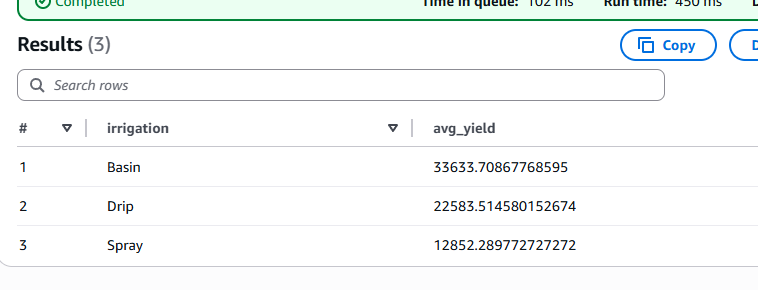 Completed Time in queue: 102 ms Run time: 450 ms
Results (3) Copy
Search rows
# irrigation avg_yield
1 Basin 33633.70867768595
2 Drip 22583.514580152674
3 Spray 12852.289772727272